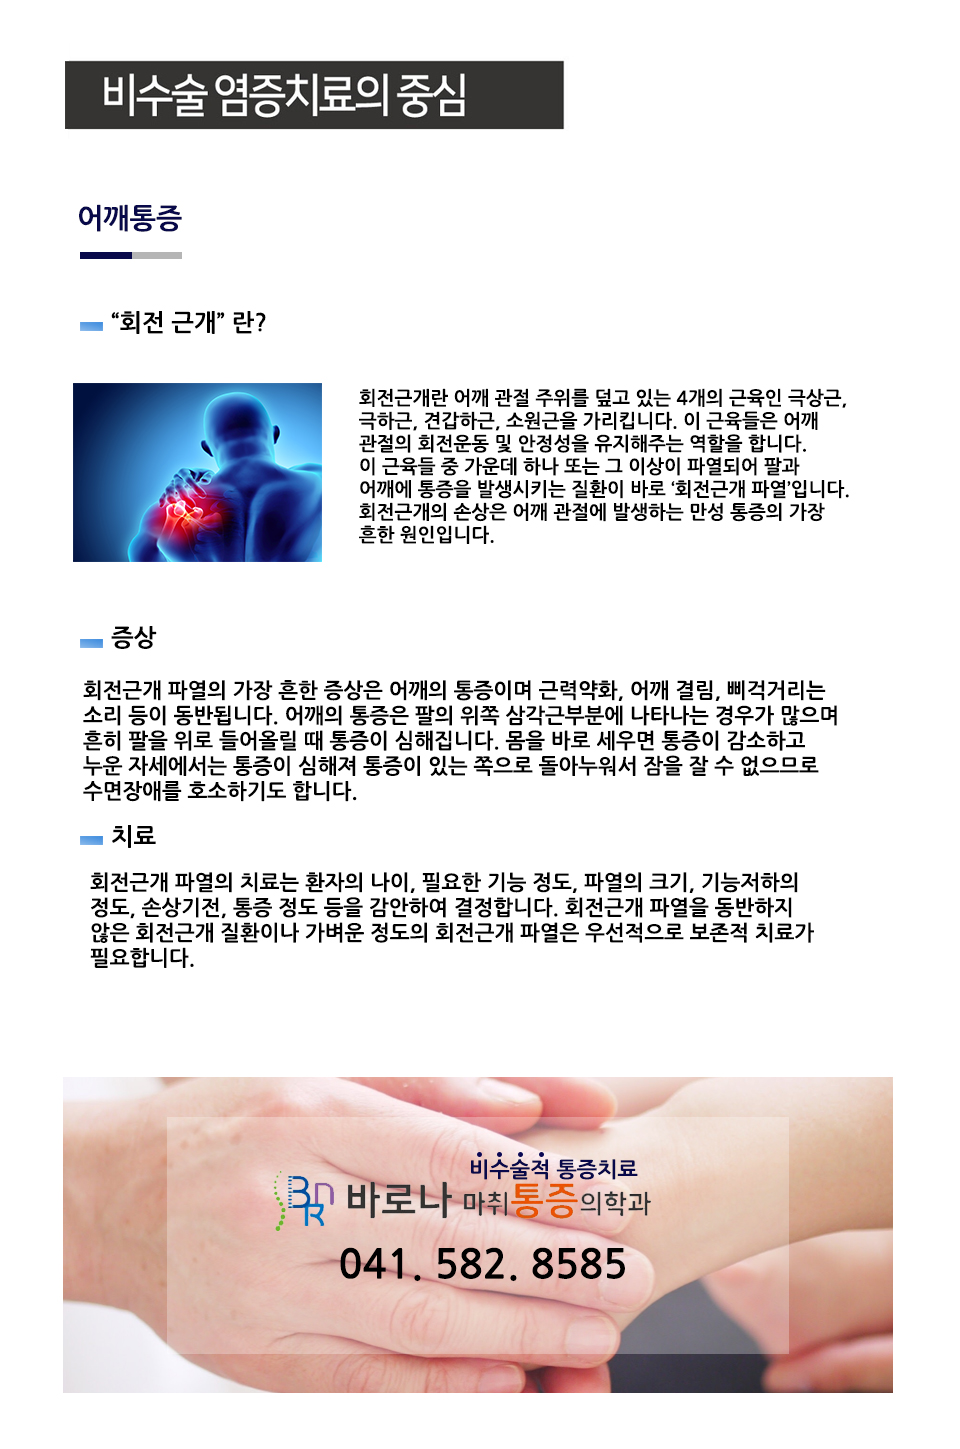 비수술 염증치료의 중심
어깨통증
“회전 근개” 란?
회전근개란 어깨 관절 주위를 덮고 있는 4개의 근육인 극상근,
극하근, 견갑하근, 소원근을 가리킵니다. 이 근육들은 어깨
관절의 회전운동 및 안정성을 유지해주는 역할을 합니다.
이 근육들 중 가운데 하나 또는 그 이상이 파열되어 팔과
어깨에 통증을 발생시키는 질환이 바로 ‘회전근개 파열’입니다.
회전근개의 손상은 어깨 관절에 발생하는 만성 통증의 가장
흔한 원인입니다.
증상
회전근개 파열의 가장 흔한 증상은 어깨의 통증이며 근력약화, 어깨 결림, 삐걱거리는
소리 등이 동반됩니다. 어깨의 통증은 팔의 위쪽 삼각근부분에 나타나는 경우가 많으며
흔히 팔을 위로 들어올릴 때 통증이 심해집니다. 몸을 바로 세우면 통증이 감소하고
누운 자세에서는 통증이 심해져 통증이 있는 쪽으로 돌아누워서 잠을 잘 수 없으므로
수면장애를 호소하기도 합니다.
치료
회전근개 파열의 치료는 환자의 나이, 필요한 기능 정도, 파열의 크기, 기능저하의
정도, 손상기전, 통증 정도 등을 감안하여 결정합니다. 회전근개 파열을 동반하지
않은 회전근개 질환이나 가벼운 정도의 회전근개 파열은 우선적으로 보존적 치료가
필요합니다.
비수술적 통증치료
BnR 바로나 마취통증의학과
041. 582. 8585